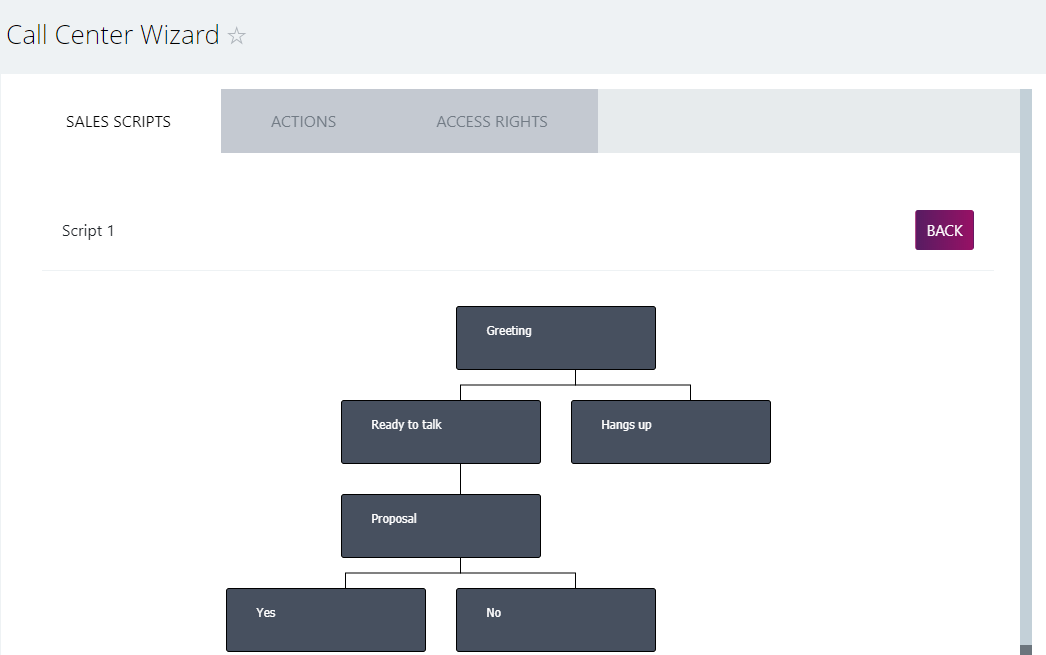 Call Center Wizard
SALES SCRIPTS
ACTIONS
ACCESS RIGHTS
Script 1
BACK
Greeting
Ready to talk
Hangs up
Proposal
Yes
No